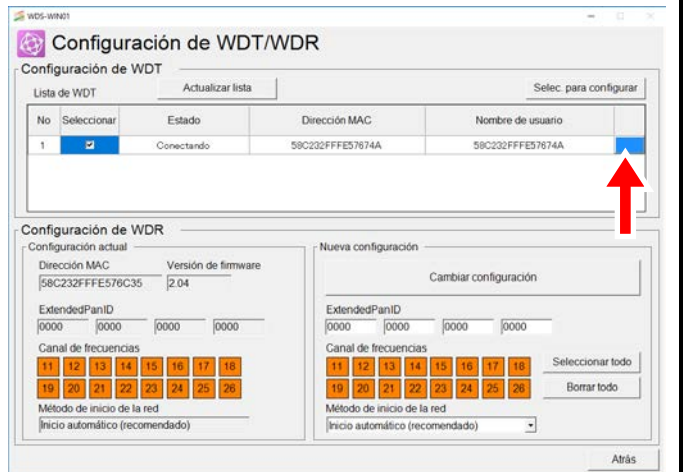 WDS-WIN01
Configuración de WDT/WDR
Configuración de WDT
Lista de WDT Actualizar lista Selec. para configurar
No Seleccionar Estado Dirección MAC Nombre de usuario
1 Conectando 58C232FFFE57674A 58C232FFFE57674A
Configuración de WDR
Configuración actual
Dirección MAC Versión de firmware
58C232FFFE576C35 2.04
ExtendedPanID
0000 0000 0000 0000
Canal de frecuencias
11 12 13 14 15 16 17 18
19 20 21 22 23 24 25 26
Método de inicio de la red
Inicio automático (recomendado)
Nueva configuración
Cambiar configuración
ExtendedPanID
0000 0000 0000 0000
Canal de frecuencias
11 12 13 14 15 16 17 18 Seleccionar todo
19 20 21 22 23 24 25 26 Borrar todo
Método de inicio de la red
Inicio automático (recomendado)
Atrás